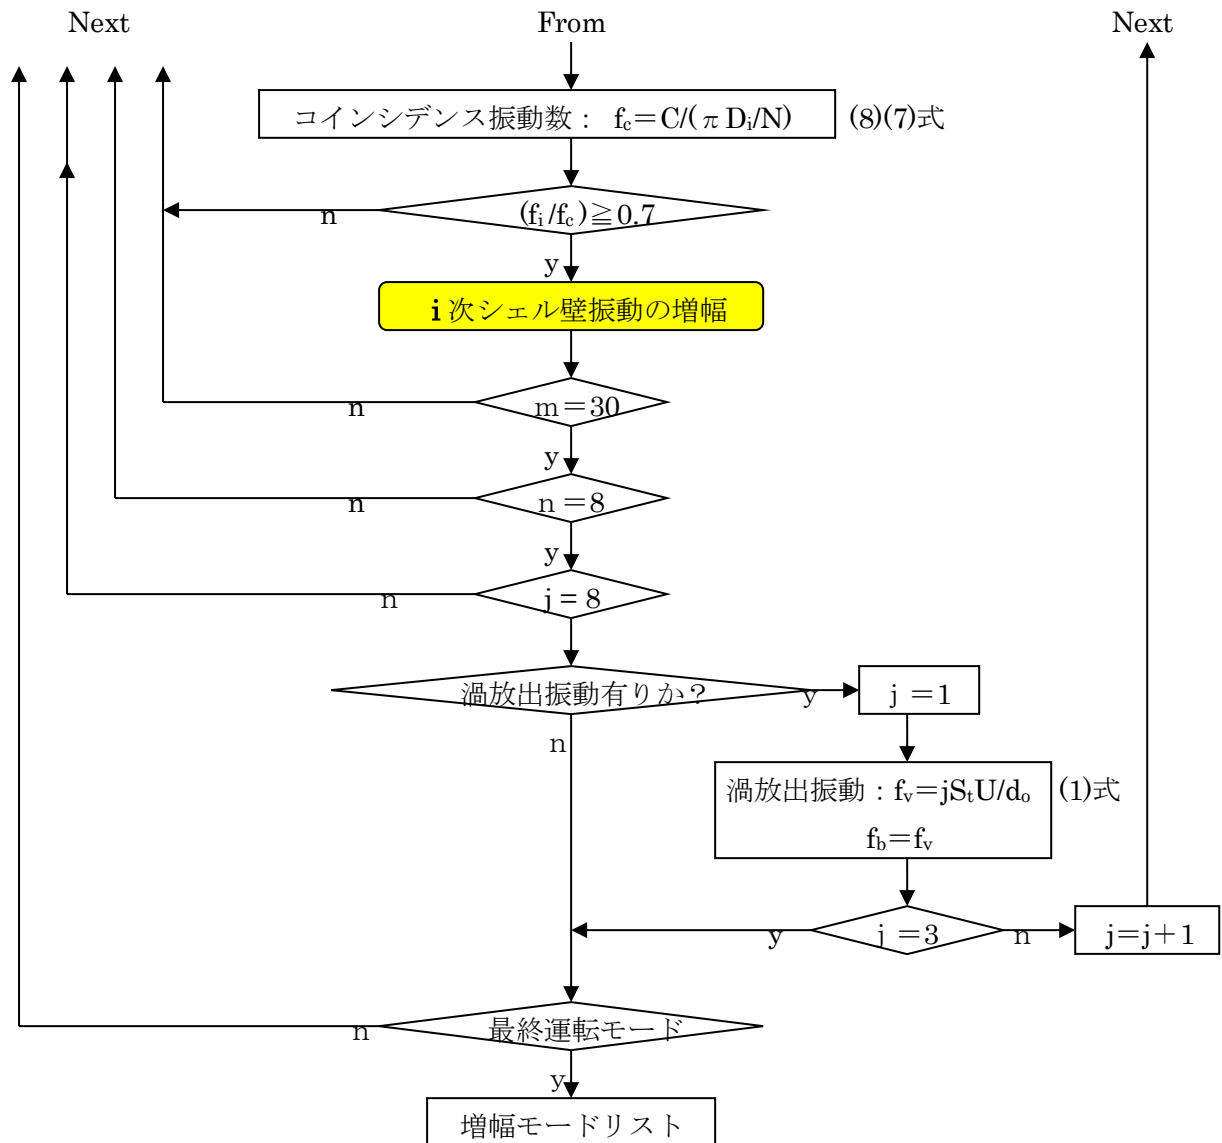 Next From Next
コインシデンス振動数： fc＝C/(πDi/N) (8)(7)式
n (fi/fc)≧0.7
y
i 次シェル壁振動の増幅
n m＝30
y
n n＝8
y
n j＝8
渦放出振動有りか？ y j ＝1
n
渦放出振動：fv＝jStU/do (1)式
fb＝fv
y j ＝3 n j＝j＋1
n 最終運転モード
y
増幅モードリスト